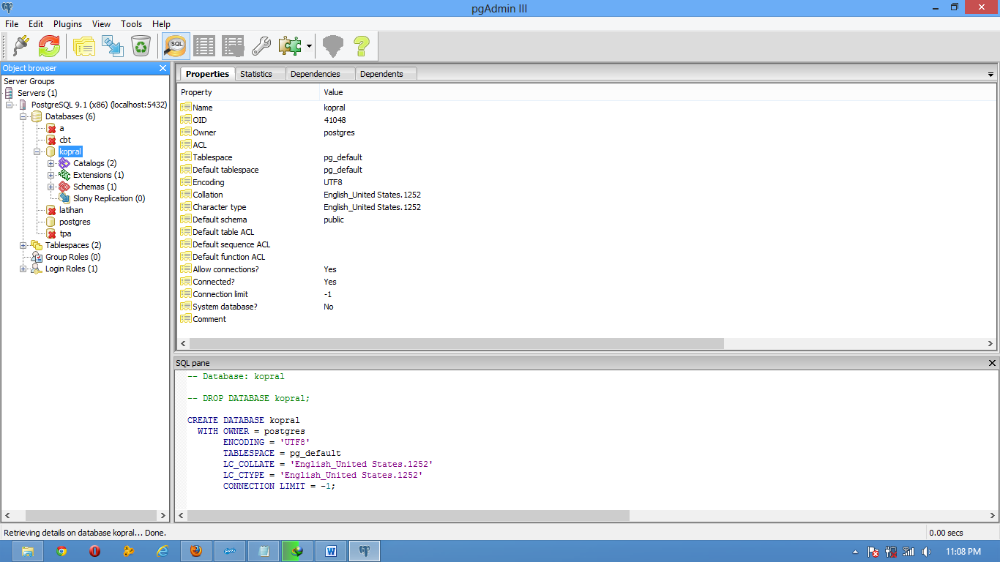 pgAdmin III
File Edit Plugins View Tools Help
SQL
Object browser
Server Groups
Servers (1)
PostgreSQL 9.1 (x86) (localhost:5432)
Databases (6)
a
cbt
kopral
Catalogs (2)
Extensions (1)
Schemas (1)
Slony Replication (0)
latihan
postgres
tpa
Tablespaces (2)
Group Roles (0)
Login Roles (1)
Properties Statistics Dependencies Dependents
Property Value
Name kopral
OID 41048
Owner postgres
ACL
Tablespace pg_default
Default tablespace pg_default
Encoding UTF8
Collation English_United States.1252
Character type English_United States.1252
Default schema public
Default table ACL
Default sequence ACL
Default function ACL
Allow connections? Yes
Connected? Yes
Connection limit -1
System database? No
Comment
SQL pane
-- Database: kopral
-- DROP DATABASE kopral;
CREATE DATABASE kopral
WITH OWNER = postgres
ENCODING = 'UTF8'
TABLESPACE = pg_default
LC_COLLATE = 'English_United States.1252'
LC_CTYPE = 'English_United States.1252'
CONNECTION LIMIT = -1;
Retrieving details on database kopral... Done.
0.00 secs
11:08 PM